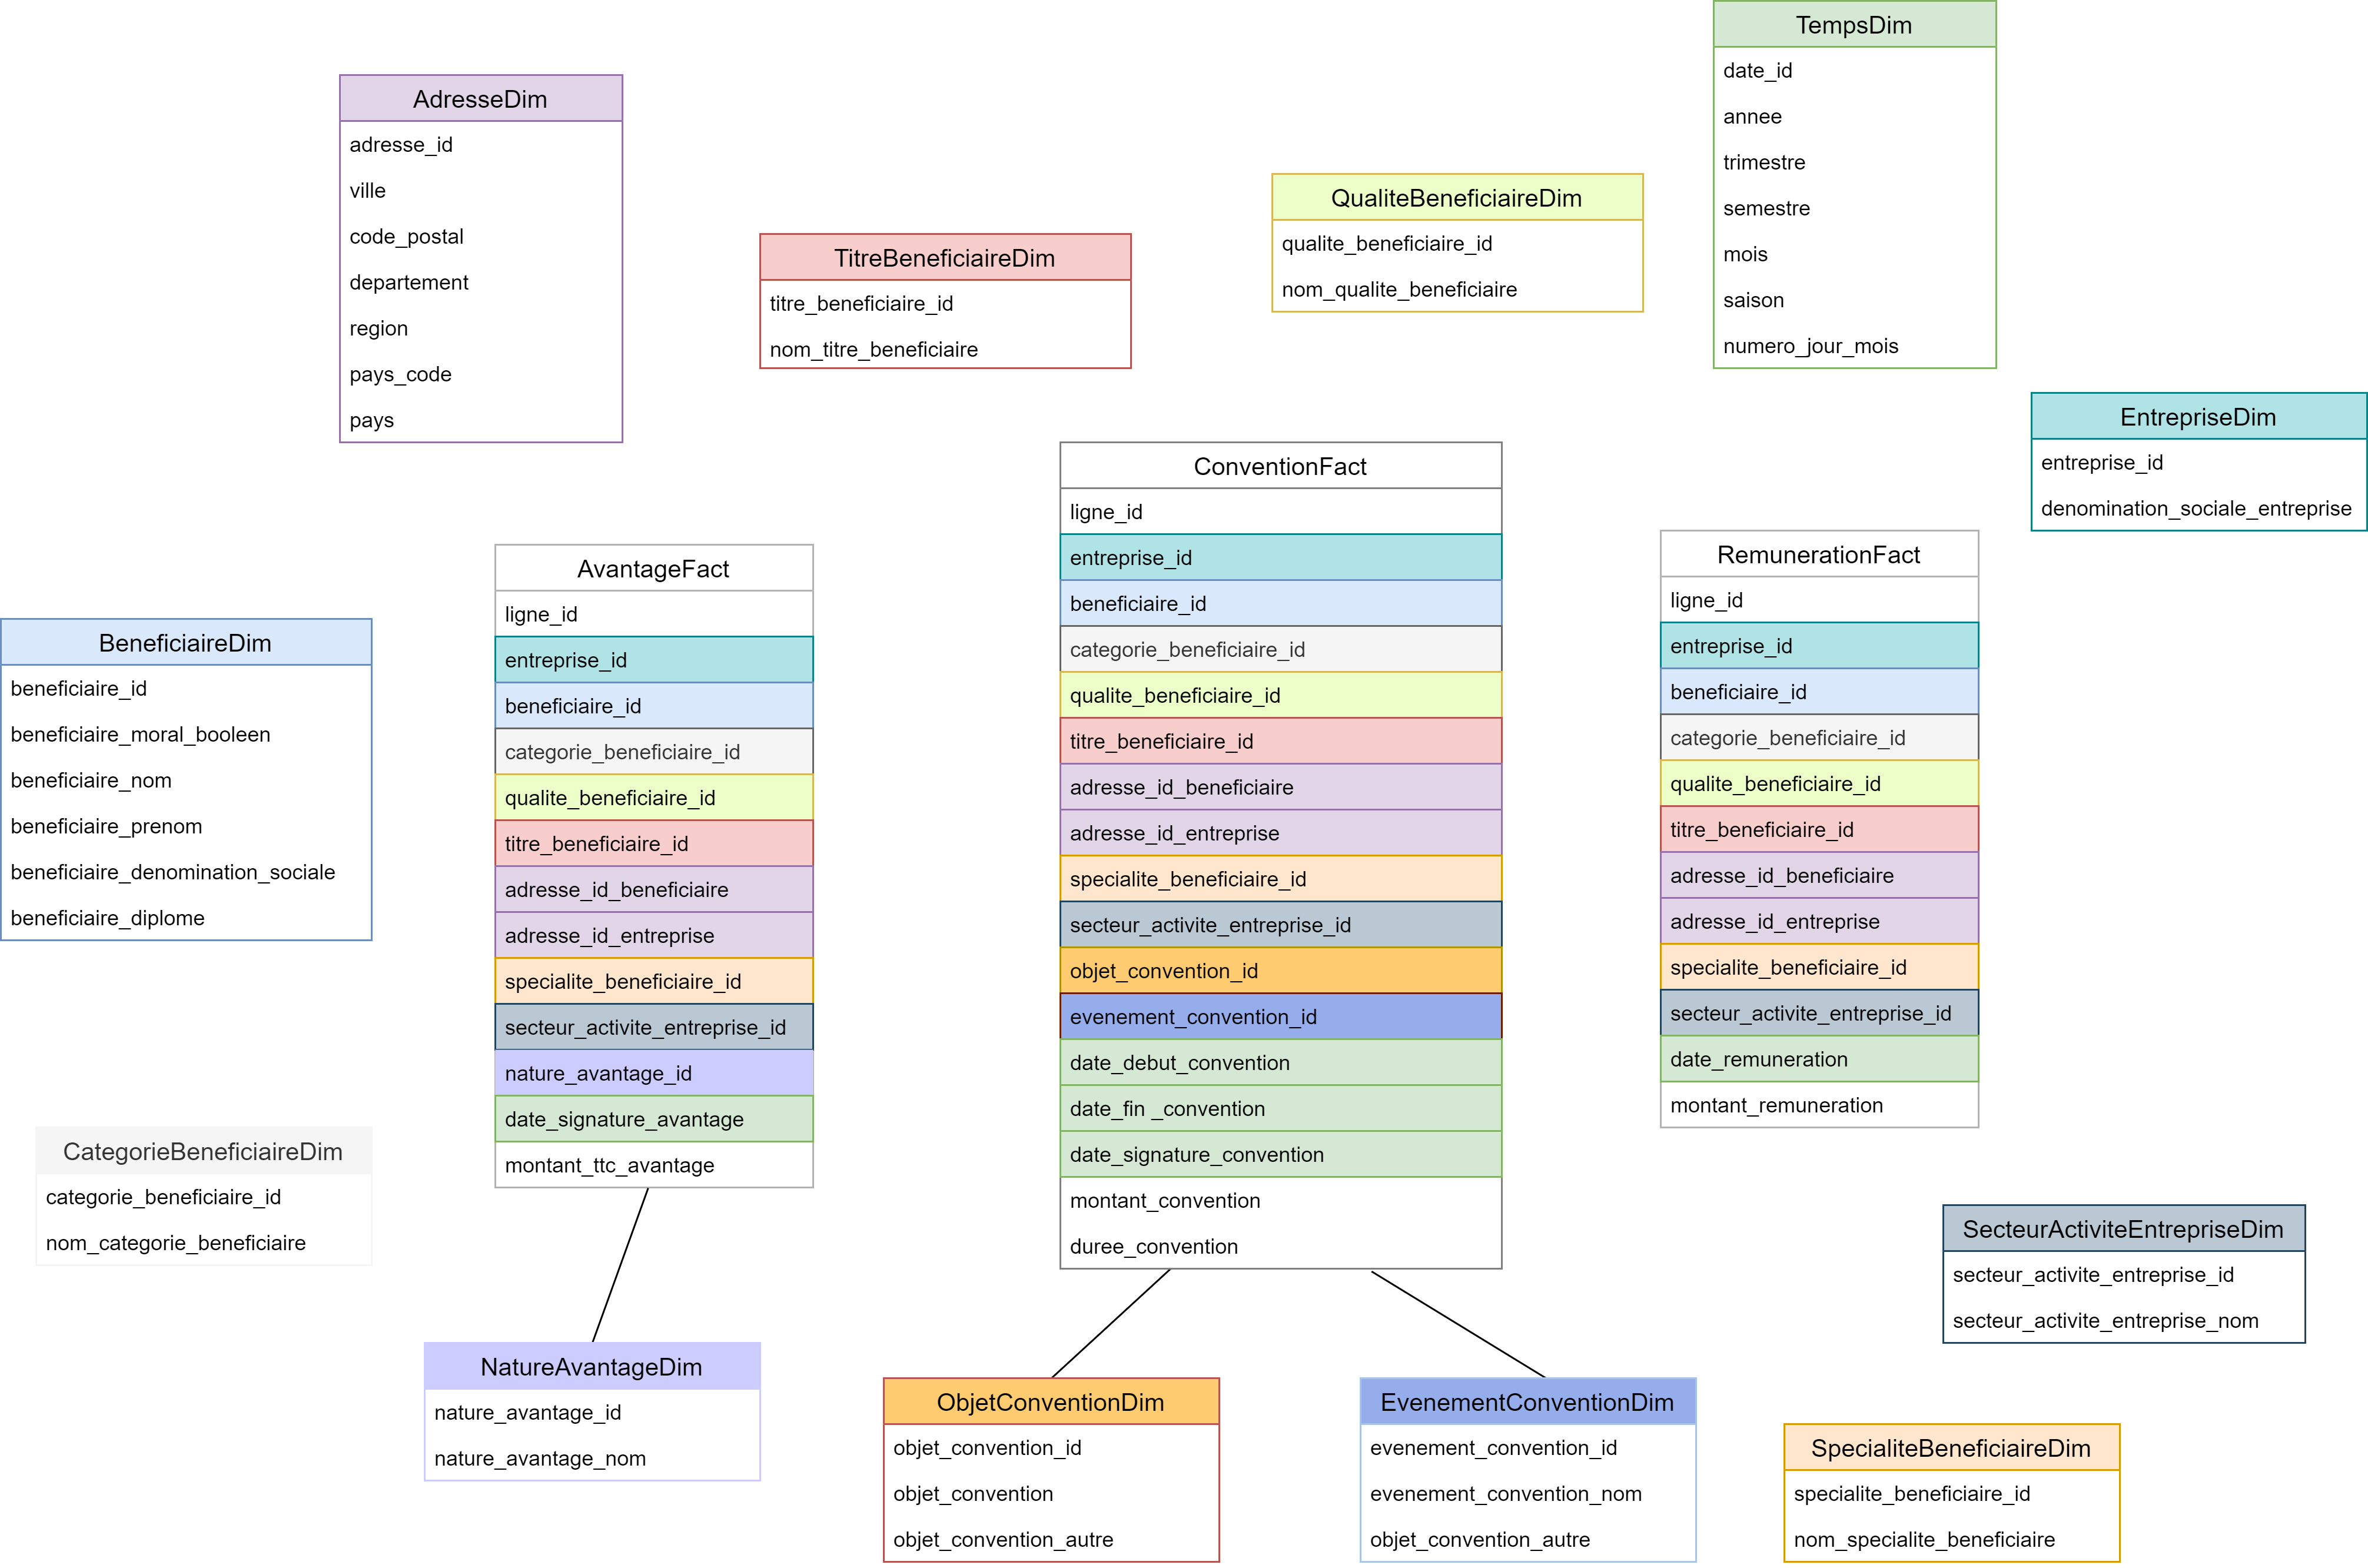 TempsDim
date_id
annee
trimestre
semestre
mois
saison
numero_jour_mois
AdresseDim
adresse_id
ville
code_postal
departement
region
pays_code
pays
TitreBeneficiaireDim
titre_beneficiaire_id
nom_titre_beneficiaire
QualiteBeneficiaireDim
qualite_beneficiaire_id
nom_qualite_beneficiaire
EntrepriseDim
entreprise_id
denomination_sociale_entreprise
BeneficiaireDim
beneficiaire_id
beneficiaire_moral_booleen
beneficiaire_nom
beneficiaire_prenom
beneficiaire_denomination_sociale
beneficiaire_diplome
AvantageFact
ligne_id
entreprise_id
beneficiaire_id
categorie_beneficiaire_id
qualite_beneficiaire_id
titre_beneficiaire_id
adresse_id_beneficiaire
adresse_id_entreprise
specialite_beneficiaire_id
secteur_activite_entreprise_id
nature_avantage_id
date_signature_avantage
montant_ttc_avantage
ConventionFact
ligne_id
entreprise_id
beneficiaire_id
categorie_beneficiaire_id
qualite_beneficiaire_id
titre_beneficiaire_id
adresse_id_beneficiaire
adresse_id_entreprise
specialite_beneficiaire_id
secteur_activite_entreprise_id
objet_convention_id
evenement_convention_id
date_debut_convention
date_fin _convention
date_signature_convention
montant_convention
duree_convention
RemunerationFact
ligne_id
entreprise_id
beneficiaire_id
categorie_beneficiaire_id
qualite_beneficiaire_id
titre_beneficiaire_id
adresse_id_beneficiaire
adresse_id_entreprise
specialite_beneficiaire_id
secteur_activite_entreprise_id
date_remuneration
montant_remuneration
CategorieBeneficiaireDim
categorie_beneficiaire_id
nom_categorie_beneficiaire
SecteurActiviteEntrepriseDim
secteur_activite_entreprise_id
secteur_activite_entreprise_nom
NatureAvantageDim
nature_avantage_id
nature_avantage_nom
ObjetConventionDim
objet_convention_id
objet_convention
objet_convention_autre
EvenementConventionDim
evenement_convention_id
evenement_convention_nom
objet_convention_autre
SpecialiteBeneficiaireDim
specialite_beneficiaire_id
nom_specialite_beneficiaire